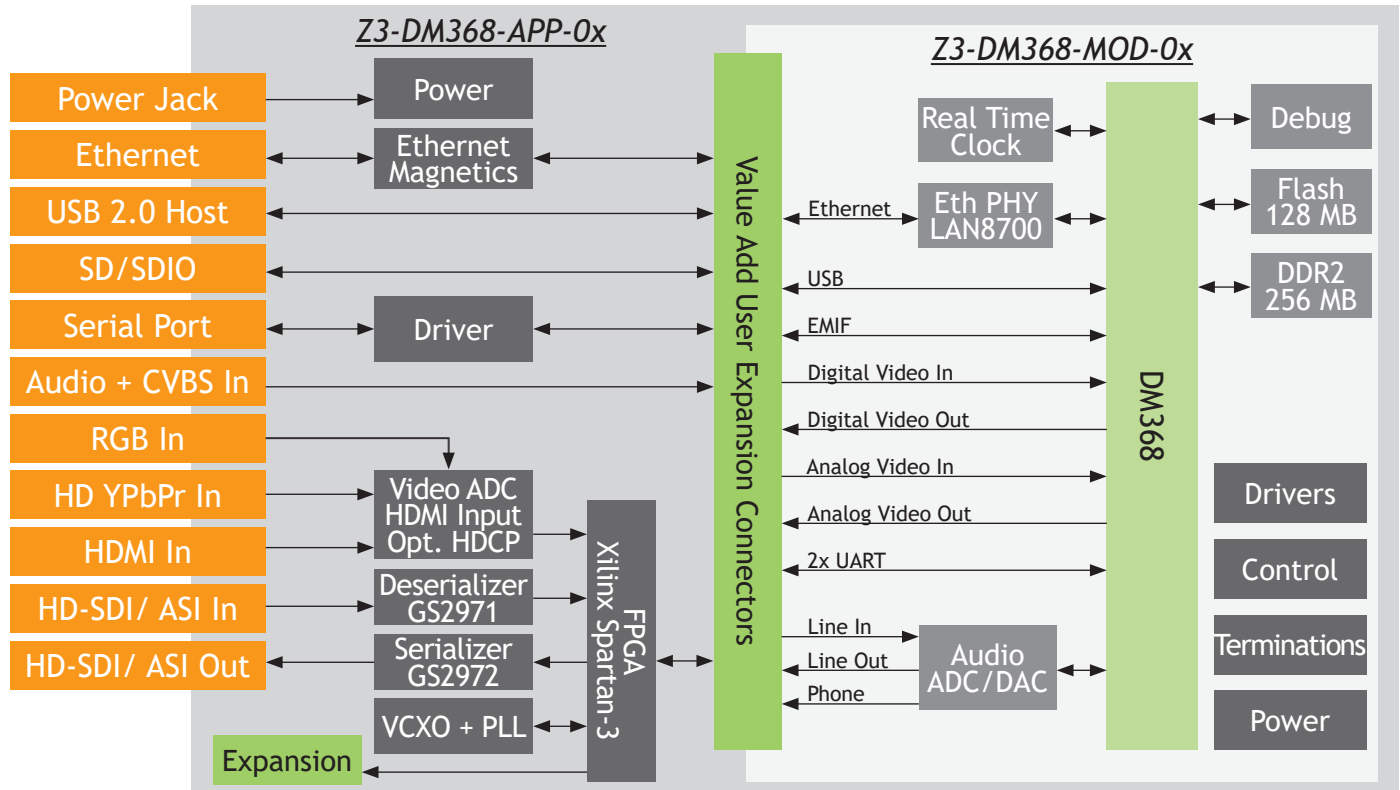 Z3-DM368-APP-0x
Z3-DM368-MOD-0x
Power Jack
Ethernet
USB 2.0 Host
SD/SDIO
Serial Port
Audio + CVBS In
RGB In
HD YPbPr In
HDMI In
HD-SDI/ ASI In
HD-SDI/ ASI Out
Power
Ethernet
Magnetics
Driver
Video ADC
HDMI Input
Opt. HDCP
Deserializer
GS2971
Serializer
GS2972
VCXO + PLL
Expansion
FPGA
Xilinx Spartan-3
Value Add User Expansion Connectors
Ethernet
USB
EMIF
Digital Video In
Digital Video Out
Analog Video In
Analog Video Out
2x UART
Line In
Line Out
Phone
Real Time
Clock
Eth PHY
LAN8700
Audio
ADC/DAC
DM368
Debug
Flash
128 MB
DDR2
256 MB
Drivers
Control
Terminations
Power